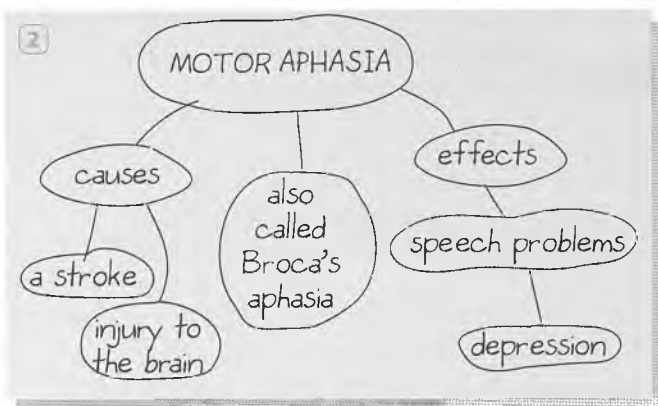 2
MOTOR APHASIA
causes
effects
also
called
Broca's
aphasia
a stroke
injury to
the brain
speech problems
depression